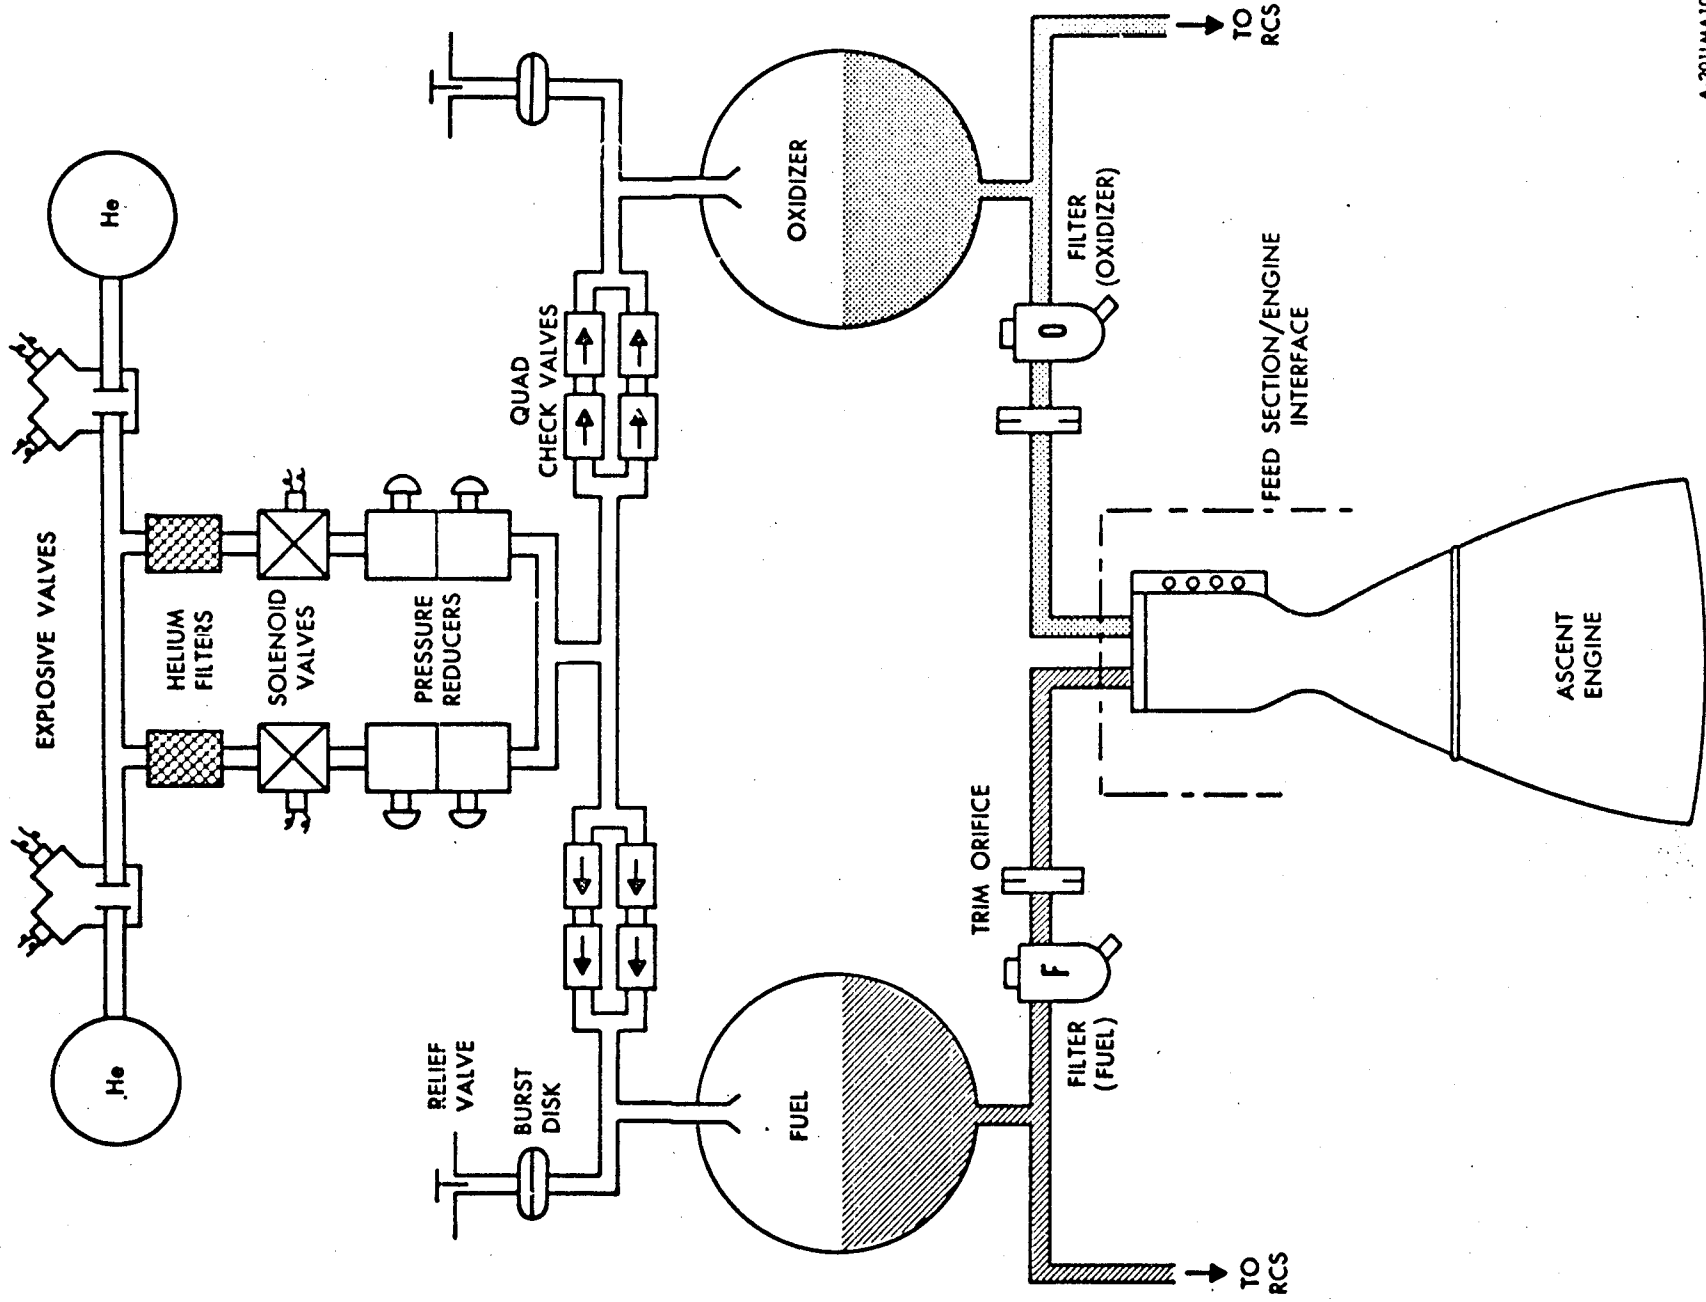 He
He
EXPLOSIVE VALVES
HELIUM
FILTERS
SOLENOID
VALVES
PRESSURE
REDUCERS
QUAD
CHECK VALVES
RELIEF
VALVE
BURST
DISK
FUEL
OXIDIZER
TRIM ORIFICE
F
FILTER
(FUEL)
O
FILTER
(OXIDIZER)
FEED SECTION/ENGINE
INTERFACE
TO
RCS
TO
RCS
ASCENT
ENGINE